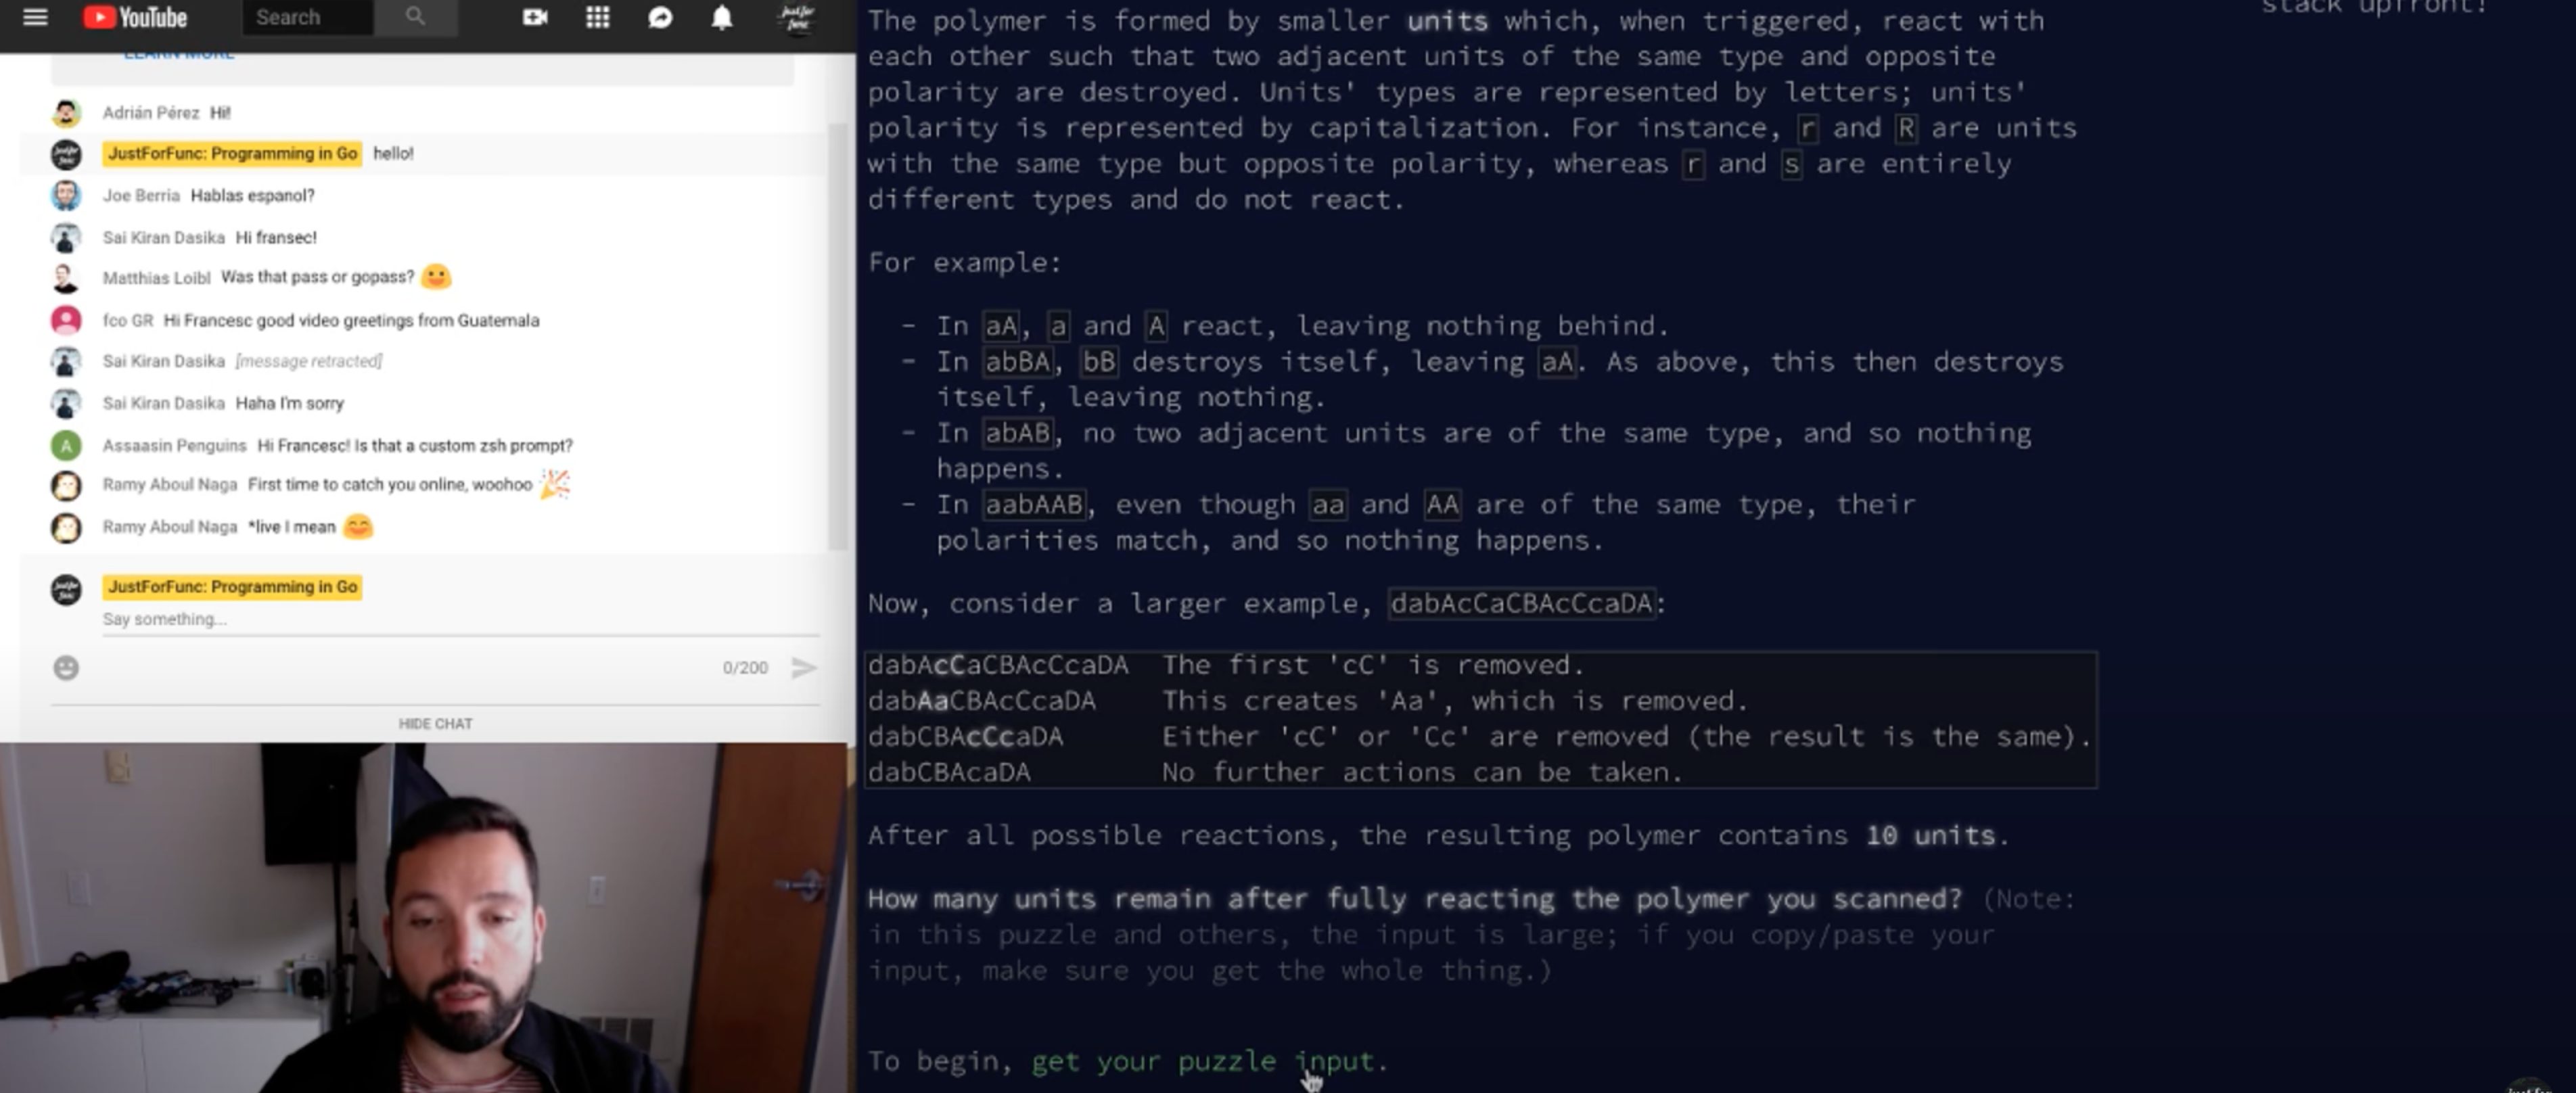 YouTube
Search
LEARN MORE
Adrián Pérez Hi!
JustForFunc: Programming in Go hello!
Joe Berria Hablas espanol?
Sai Kiran Dasika Hi fransec!
Matthias Loibl Was that pass or gopass?
fco GR Hi Francesc good video greetings from Guatemala
Sai Kiran Dasika [message retracted]
Sai Kiran Dasika Haha I'm sorry
A Assaasin Penguins Hi Francesc! Is that a custom zsh prompt?
Ramy Aboul Naga First time to catch you online, woohoo
Ramy Aboul Naga *live I mean
JustForFunc: Programming in Go
Say something...
0/200
HIDE CHAT
stack upfront!
The polymer is formed by smaller units which, when triggered, react with
each other such that two adjacent units of the same type and opposite
polarity are destroyed. Units' types are represented by letters; units'
polarity is represented by capitalization. For instance, r and R are units
with the same type but opposite polarity, whereas r and s are entirely
different types and do not react.
For example:
- In aA, a and A react, leaving nothing behind.
- In abBA, bB destroys itself, leaving aA. As above, this then destroys
itself, leaving nothing.
- In abAB, no two adjacent units are of the same type, and so nothing
happens.
- In aabAAB, even though aa and AA are of the same type, their
polarities match, and so nothing happens.
Now, consider a larger example, dabAcCaCBAcCcaDA:
dabAcCaCBAcCcaDA The first 'cC' is removed.
dabAaCBAcCcaDA This creates 'Aa', which is removed.
dabCBAcCcaDA Either 'cC' or 'Cc' are removed (the result is the same).
dabCBAcaDA No further actions can be taken.
After all possible reactions, the resulting polymer contains 10 units.
How many units remain after fully reacting the polymer you scanned? (Note:
in this puzzle and others, the input is large; if you copy/paste your
input, make sure you get the whole thing.)
To begin, get your puzzle input.